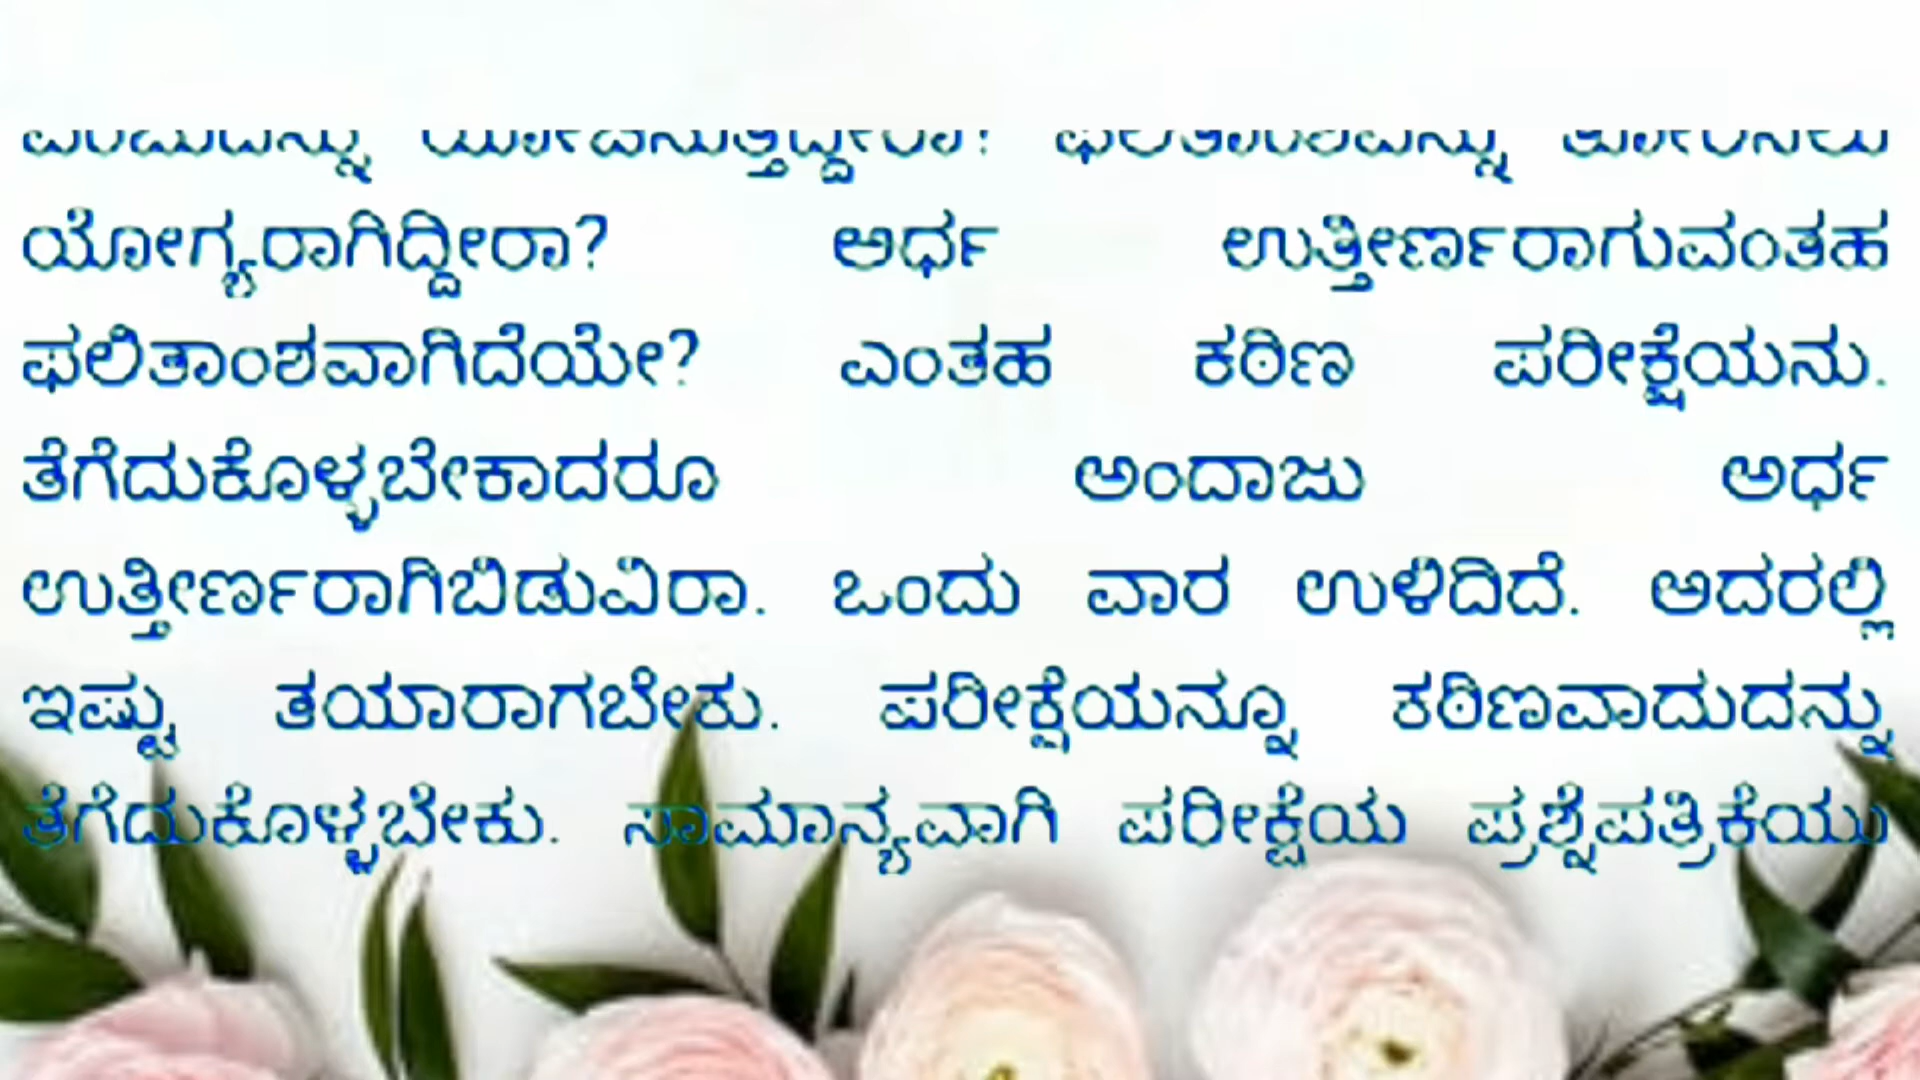 ಯೋಗ್ಯರಾಗಿದ್ದೀರಾ? ಅರ್ಧ ಉತ್ತೀರ್ಣರಾಗುವಂತಹ
ಫಲಿತಾಂಶವಾಗಿದೆಯೇ? ಎಂತಹ ಕಠಿಣ ಪರೀಕ್ಷೆಯನು.
ತೆಗೆದುಕೊಳ್ಳಬೇಕಾದರೂ ಅಂದಾಜು ಅರ್ಧ
ಉತ್ತೀರ್ಣರಾಗಿಬಿಡುವಿರಾ. ಒಂದು ವಾರ ಉಳಿದಿದೆ. ಅದರಲ್ಲಿ
ಇಷ್ಟು ತಯಾರಾಗಬೇಕು. ಪರೀಕ್ಷೆಯನ್ನೂ ಕಠಿಣವಾದುದನ್ನು
ತೆಗೆದುಕೊಳ್ಳಬೇಕು. ಸಾಮಾನ್ಯವಾಗಿ ಪರೀಕ್ಷೆಯ ಪ್ರಶ್ನೆಪತ್ರಿಕೆಯು